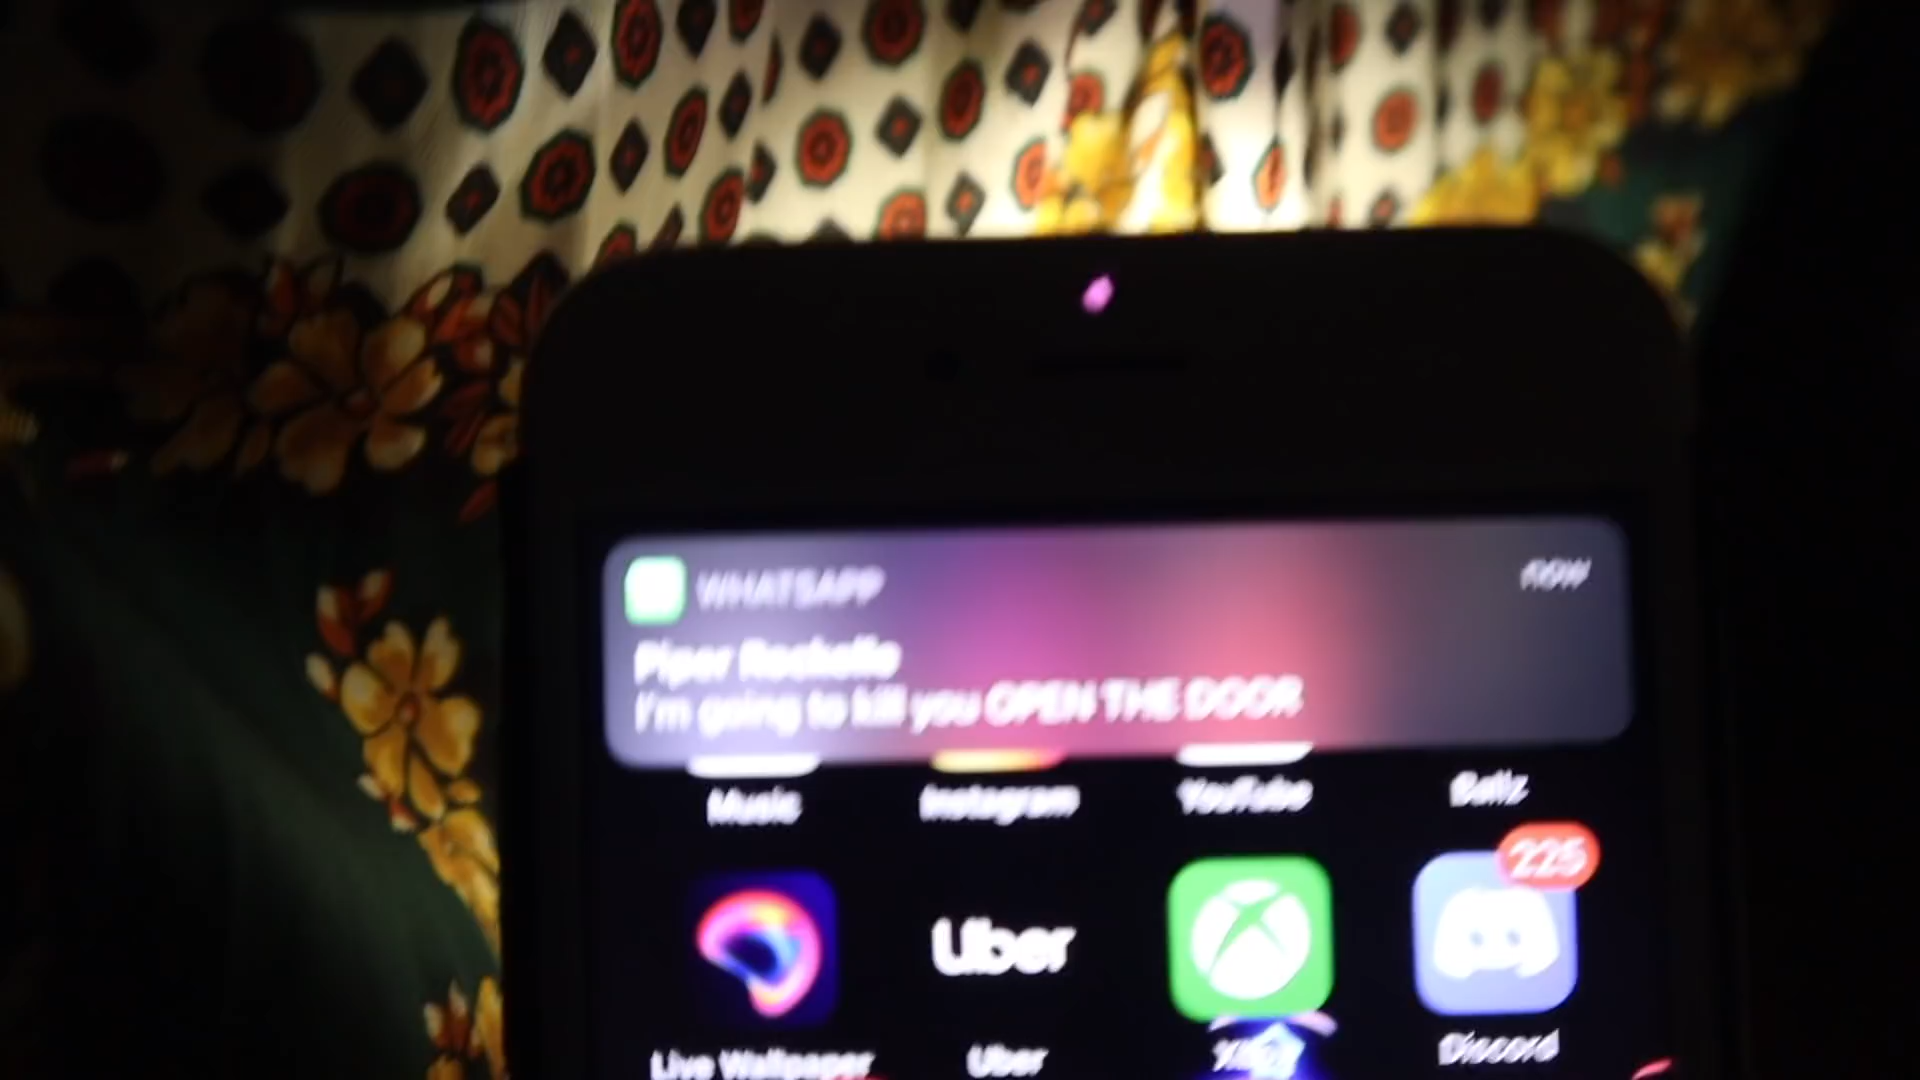 WHATSAPP
now
Piper Rockelle
I'm going to kill you OPEN THE DOOR
Music
Instagram
YouTube
Ballz
225
Uber
Live Wallpaper
Uber
Discord